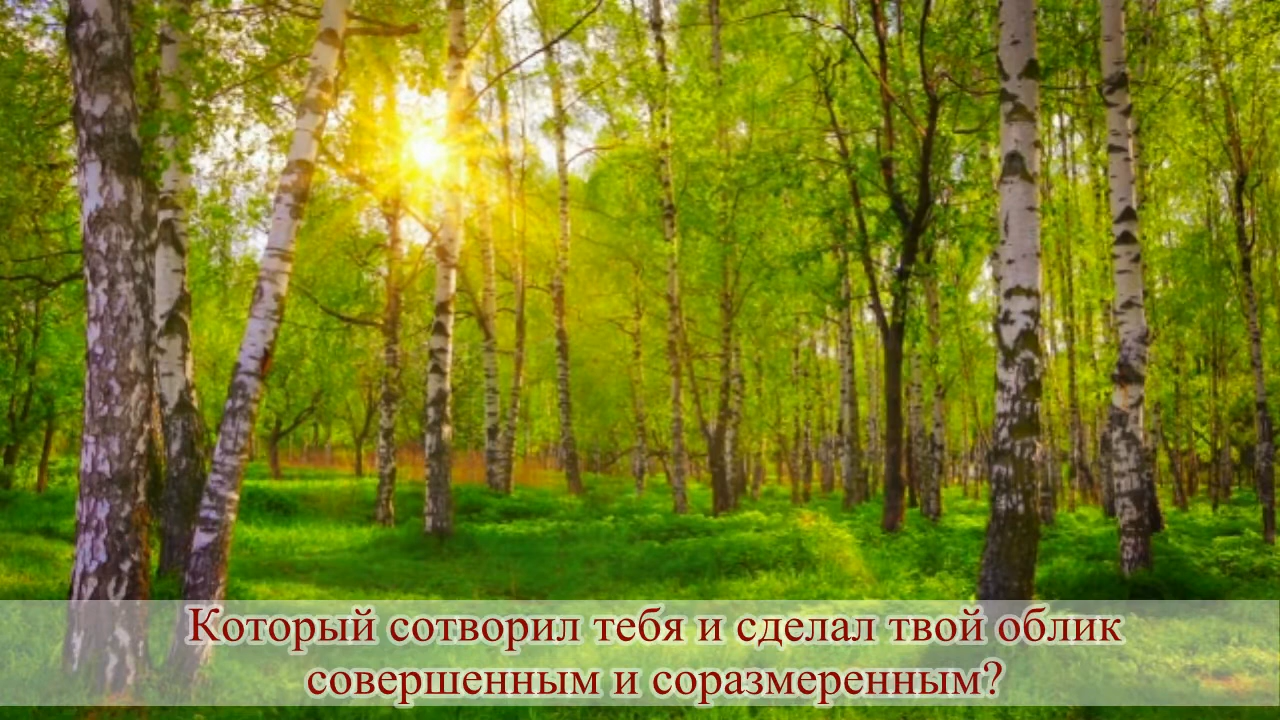 Который сотворил тебя и сделал твой облик
совершенным и соразмеренным?